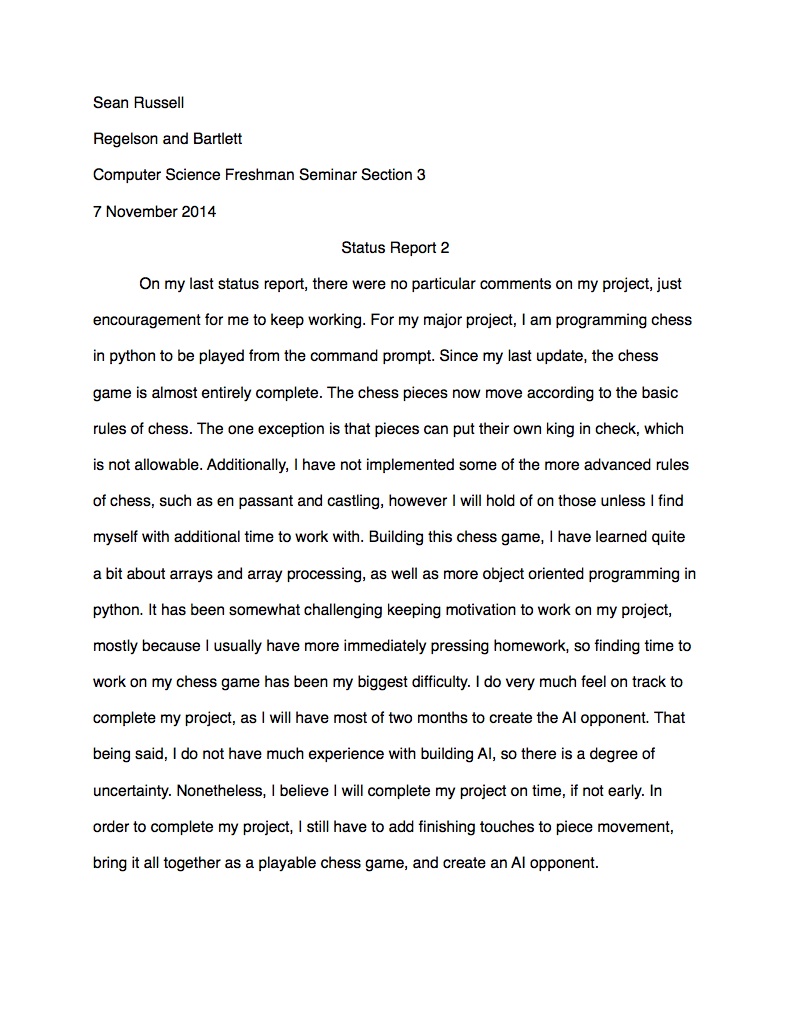 Sean Russell
Regelson and Bartlett
Computer Science Freshman Seminar Section 3
7 November 2014
Status Report 2
On my last status report, there were no particular comments on my project, just
encouragement for me to keep working. For my major project, I am programming chess
in python to be played from the command prompt. Since my last update, the chess
game is almost entirely complete. The chess pieces now move according to the basic
rules of chess. The one exception is that pieces can put their own king in check, which
is not allowable. Additionally, I have not implemented some of the more advanced rules
of chess, such as en passant and castling, however I will hold of on those unless I find
myself with additional time to work with. Building this chess game, I have learned quite
a bit about arrays and array processing, as well as more object oriented programming in
python. It has been somewhat challenging keeping motivation to work on my project,
mostly because I usually have more immediately pressing homework, so finding time to
work on my chess game has been my biggest difficulty. I do very much feel on track to
complete my project, as I will have most of two months to create the AI opponent. That
being said, I do not have much experience with building AI, so there is a degree of
uncertainty. Nonetheless, I believe I will complete my project on time, if not early. In
order to complete my project, I still have to add finishing touches to piece movement,
bring it all together as a playable chess game, and create an AI opponent.